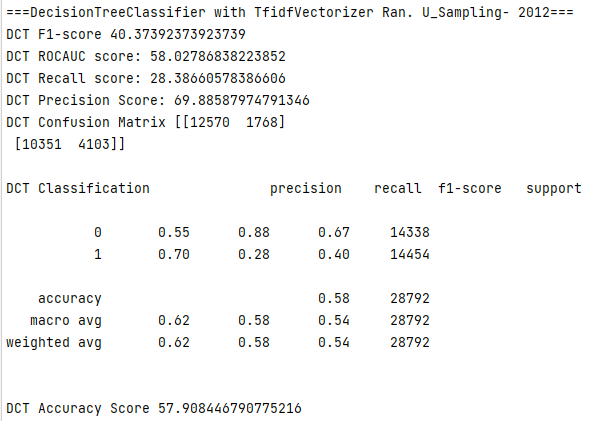 ===DecisionTreeClassifier with TfidfVectorizer Ran. U_Sampling- 2012===
DCT F1-score 40.37392373923739
DCT ROCAUC score: 58.02786838223852
DCT Recall score: 28.38660578386606
DCT Precision Score: 69.88587974791346
DCT Confusion Matrix [[12570  1768]
 [10351  4103]]
DCT Classification               precision    recall  f1-score   support
           0       0.55      0.88      0.67     14338
           1       0.70      0.28      0.40     14454
    accuracy                           0.58     28792
   macro avg       0.62      0.58      0.54     28792
weighted avg       0.62      0.58      0.54     28792
DCT Accuracy Score 57.908446790775216